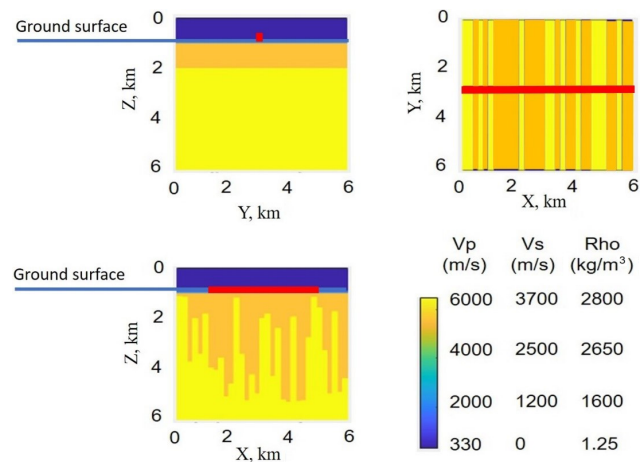 Ground surface
0
2
4
6
Z, km
0 2 4 6
Y, km
0
2
4
6
Y, km
0 2 4 6
X, km
Ground surface
0
2
4
6
Z, km
0 2 4 6
X, km
Vp Vs Rho
(m/s) (m/s) (kg/m³)
6000 3700 2800
4000 2500 2650
2000 1200 1600
330 0 1.25